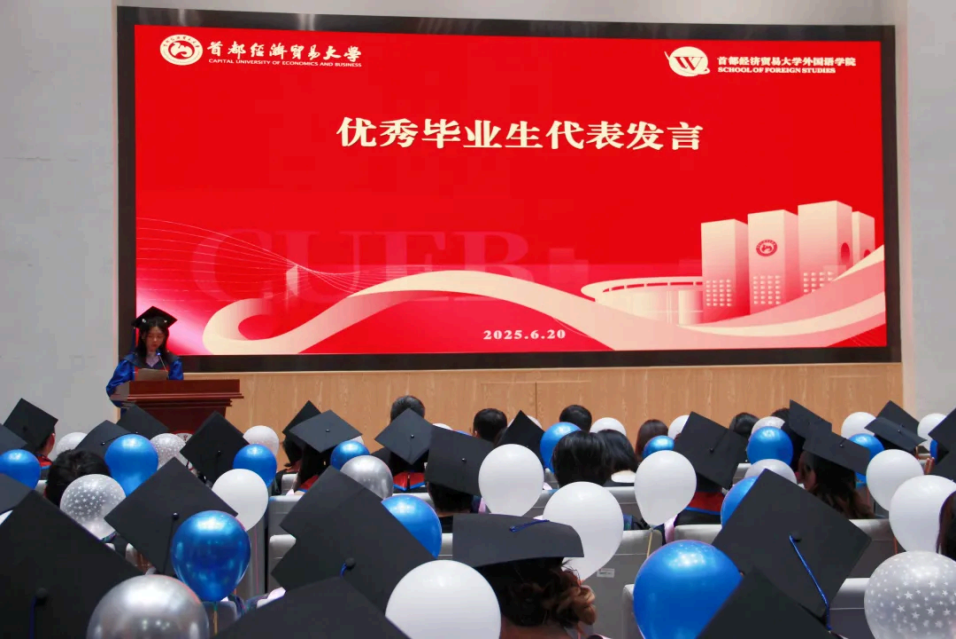 首都经济贸易大学
CAPITAL UNIVERSITY OF ECONOMICS AND BUSINESS
首都经济贸易大学外国语学院
SCHOOL OF FOREIGN STUDIES
优秀毕业生代表发言
CUEB
2025.6.20